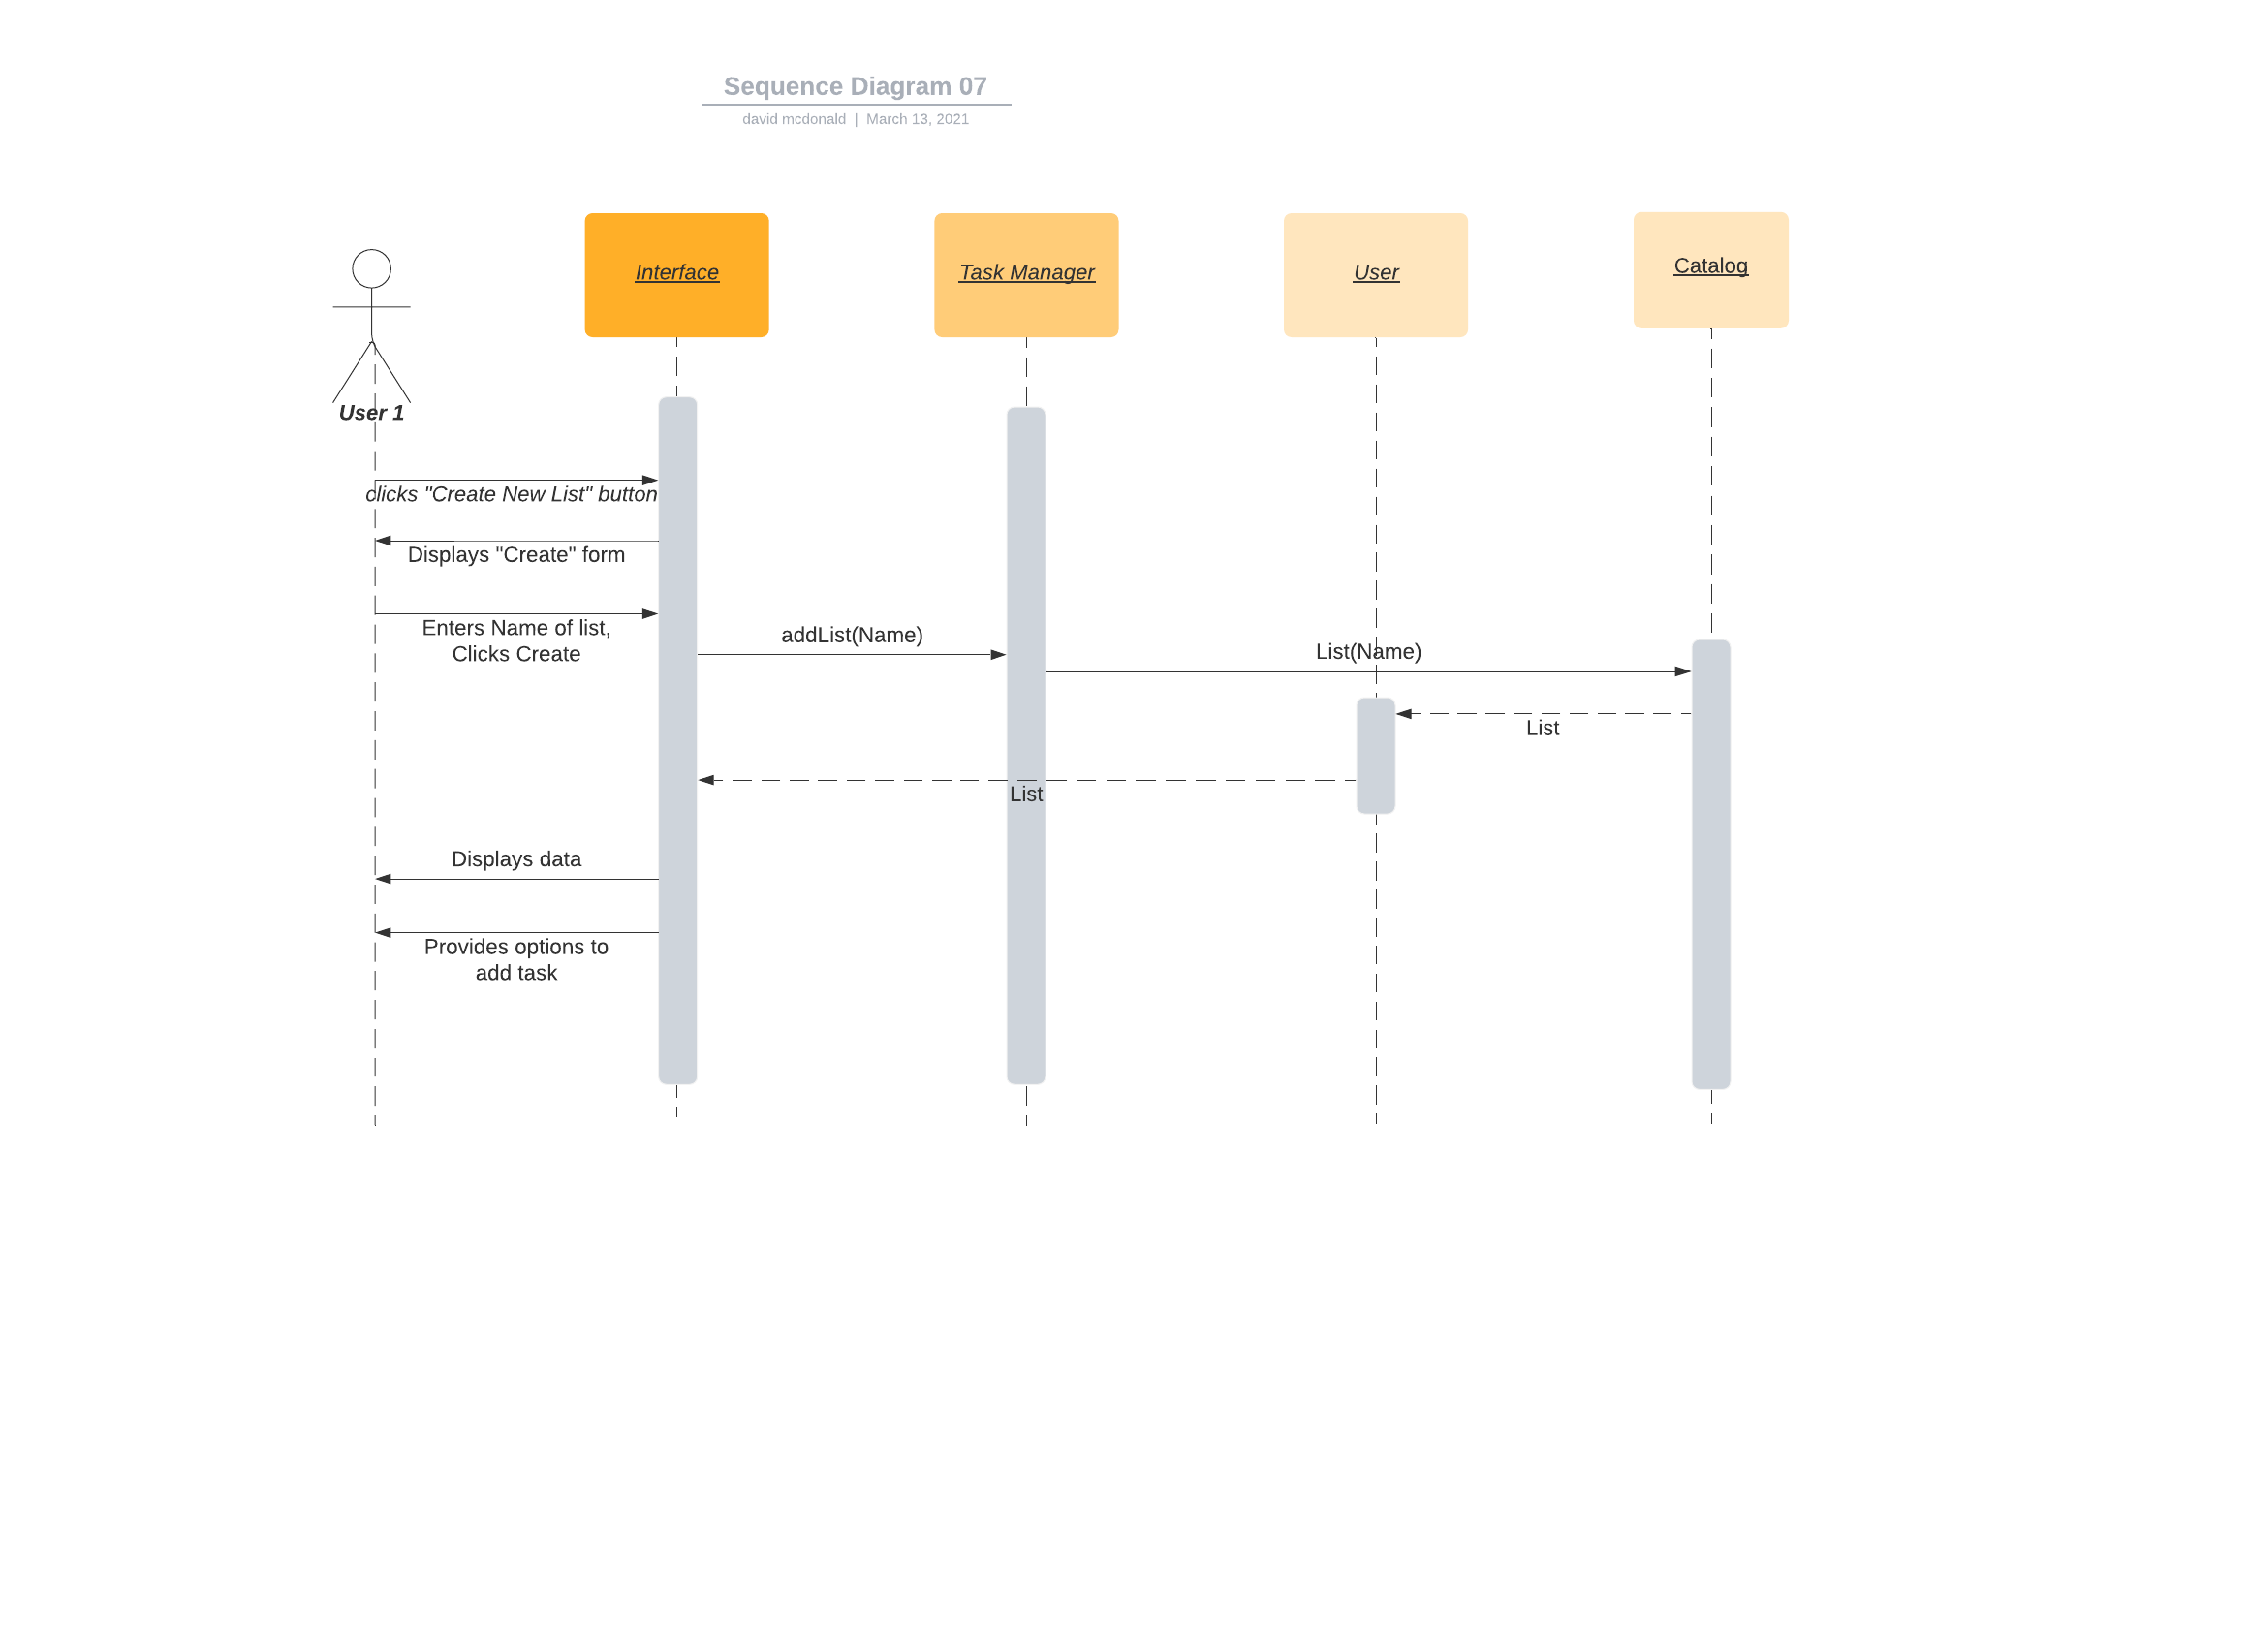 Sequence Diagram 07
david mcdonald | March 13, 2021
Interface
Task Manager
User
Catalog
User 1
clicks "Create New List" button
Displays "Create" form
Enters Name of list,
Clicks Create
addList(Name)
List(Name)
List
List
Displays data
Provides options to
add task